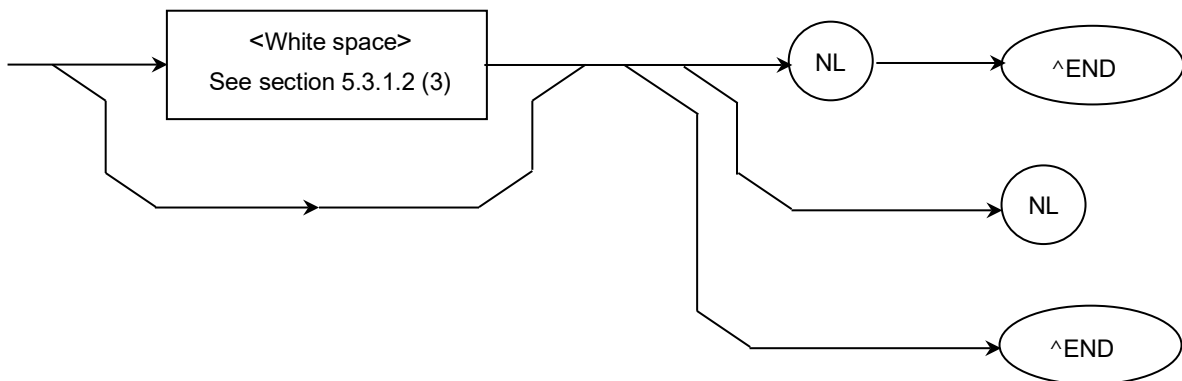 <White space>
See section 5.3.1.2 (3)
NL
^END
NL
^END